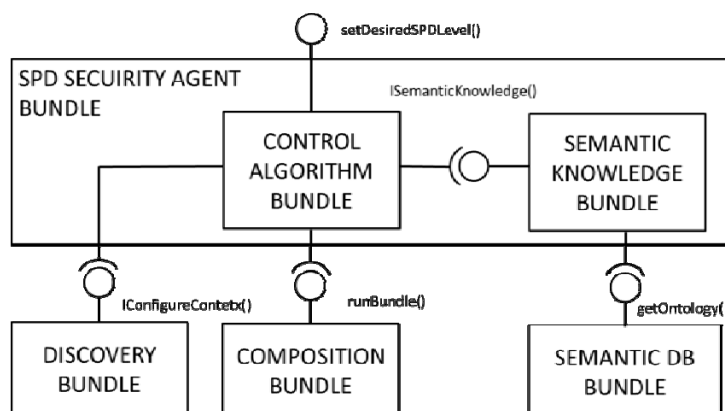 setDesiredSPDLevel()
SPD SECUIRITY AGENT
BUNDLE
ISemanticKnowledge()
CONTROL
ALGORITHM
BUNDLE
SEMANTIC
KNOWLEDGE
BUNDLE
IConfigureContetx()
runBundle()
getOntology(
DISCOVERY
BUNDLE
COMPOSITION
BUNDLE
SEMANTIC DB
BUNDLE